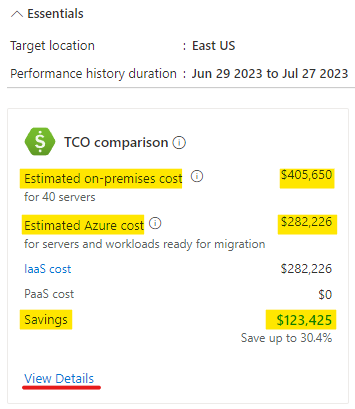 Essentials
Target location : East US
Performance history duration : Jun 29 2023 to Jul 27 2023
TCO comparison
Estimated on-premises cost $405,650
for 40 servers
Estimated Azure cost $282,226
for servers and workloads ready for migration
IaaS cost $282,226
PaaS cost $0
Savings $123,425
Save up to 30.4%
View Details